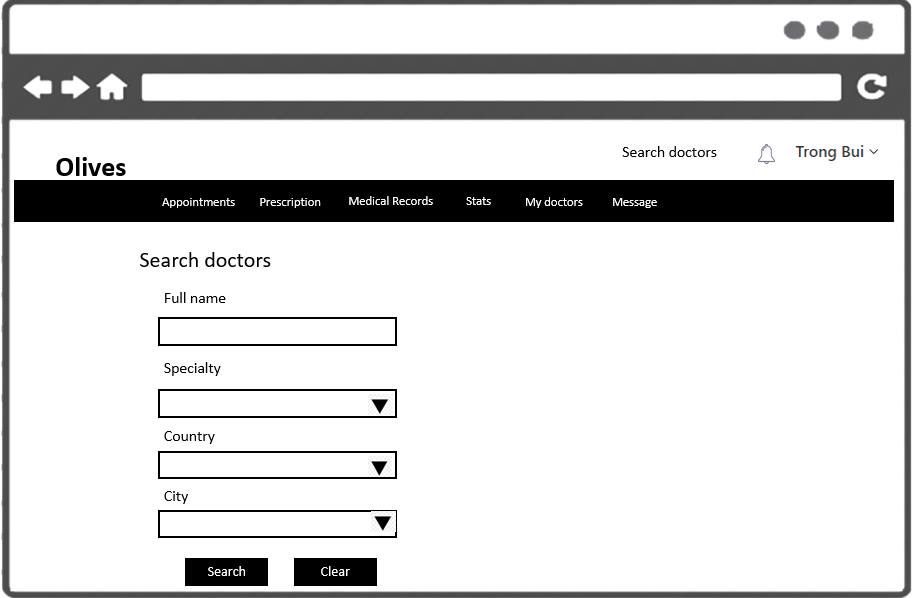 Search doctors
Trong Bui
Olives
Appointments Prescription Medical Records Stats My doctors Message
Search doctors
Full name
Specialty
Country
City
Search Clear